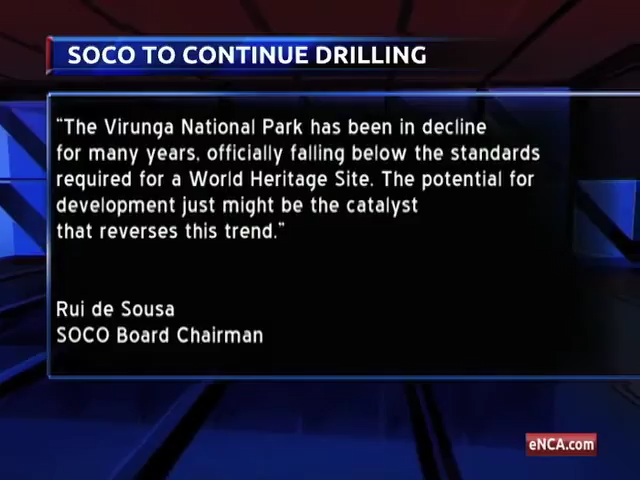 SOCO TO CONTINUE DRILLING
"The Virunga National Park has been in decline
for many years, officially falling below the standards
required for a World Heritage Site. The potential for
development just might be the catalyst
that reverses this trend."
Rui de Sousa
SOCO Board Chairman
eNCA.com